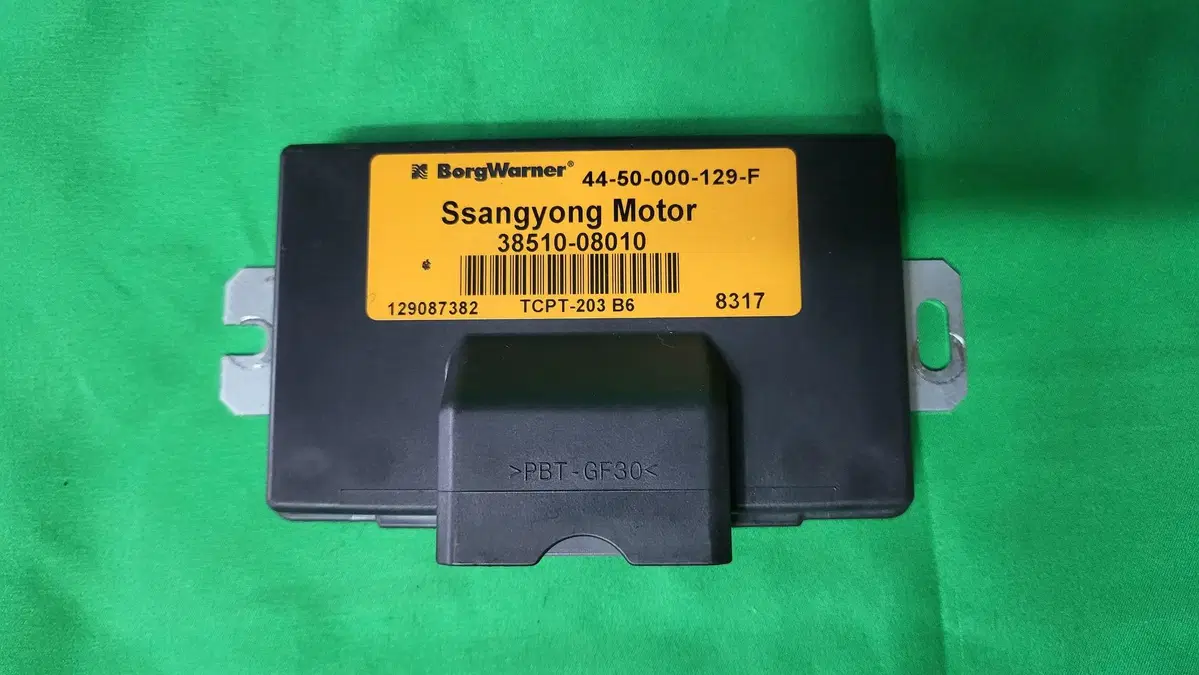 BorgWarner® 44-50-000-129-F
Ssangyong Motor
38510-08010
129087382 TCPT-203 B6 8317
>PBT-GF30<